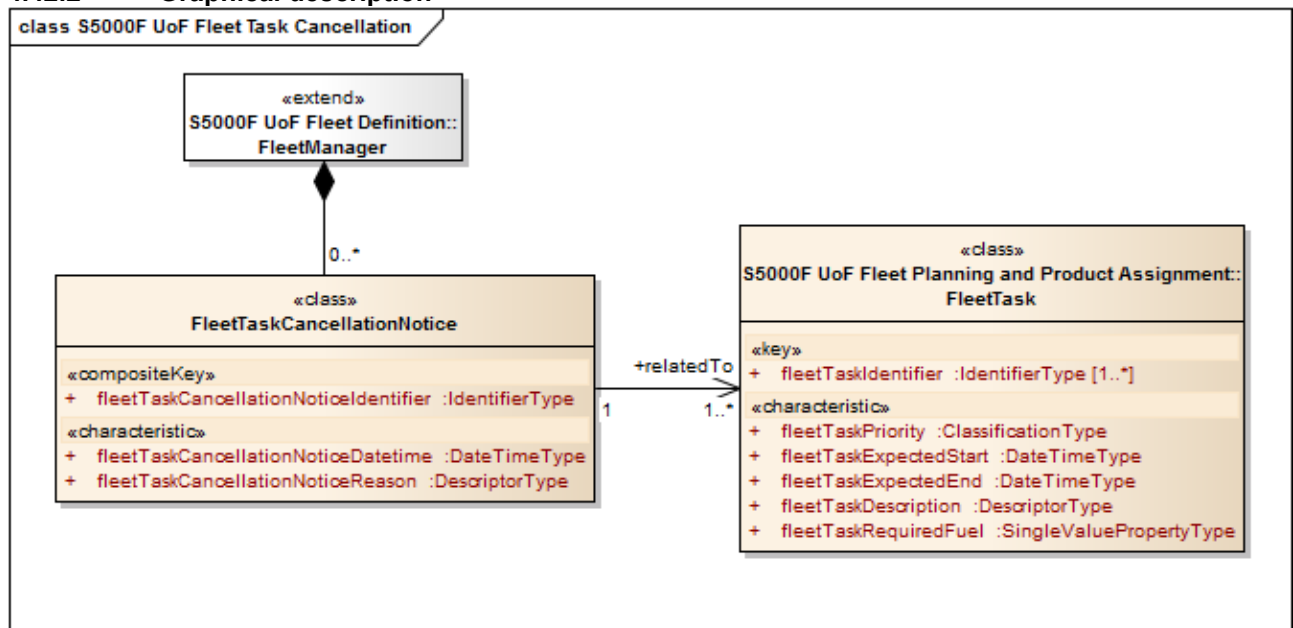 Graphical description
class S5000F UoF Fleet Task Cancellation
«extend»
S5000F UoF Fleet Definition::
FleetManager
0..*
«class»
FleetTaskCancellationNotice
«compositeKey»
+ fleetTaskCancellationNoticeIdentifier :IdentifierType
«characteristic»
+ fleetTaskCancellationNoticeDatetime :DateTimeType
+ fleetTaskCancellationNoticeReason :DescriptorType
+relatedTo
1
1..*
«class»
S5000F UoF Fleet Planning and Product Assignment::
FleetTask
«key»
+ fleetTaskIdentifier :IdentifierType [1..*]
«characteristic»
+ fleetTaskPriority :ClassificationType
+ fleetTaskExpectedStart :DateTimeType
+ fleetTaskExpectedEnd :DateTimeType
+ fleetTaskDescription :DescriptorType
+ fleetTaskRequiredFuel :SingleValuePropertyType